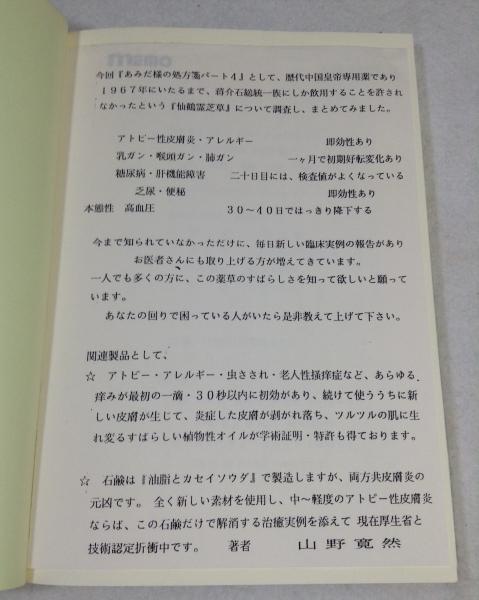 今回『あみだ様の処方箋パート４』として、歴代中国皇帝専用薬であり
１９６７年にいたるまで、蒋介石総統一族にしか飲用することを許され
なかったという『仙鶴霊芝草』について調査し、まとめてみました。
アトピー性皮膚炎・アレルギー　即効性あり
乳ガン・喉頭ガン・肺ガン　一ヶ月で初期好転変化あり
糖尿病・肝機能障害　二十日目には、検査値がよくなっている
乏尿・便秘　即効性あり
本態性　高血圧　３０～４０日ではっきり降下する
今まで知られていなかっただけに、毎日新しい臨床実例の報告があり
お医者さんにも取り上げる方が増えてきています。
一人でも多くの方に、この薬草のすばらしさを知って欲しいと願って
います。
あなたの回りで困っている人がいたら是非教えて上げて下さい。
関連製品として、
☆　アトピー・アレルギー・虫さされ・老人性掻痒症など、あらゆる
痒みが最初の一滴・３０秒以内に初効があり、続けて使ううちに新
しい皮膚が生じて、炎症した皮膚が剥がれ落ち、ツルツルの肌に生
れ変るすばらしい植物性オイルが学術証明・特許も得ております。
☆　石鹸は『油脂とカセイソウダ』で製造しますが、両方共皮膚炎の
元凶です。　全く新しい素材を使用し、中～軽度のアトピー性皮膚炎
ならば、この石鹸だけで解消する治癒実例を添えて 現在厚生省と
技術認定折衝中です。　著者　山野寛然